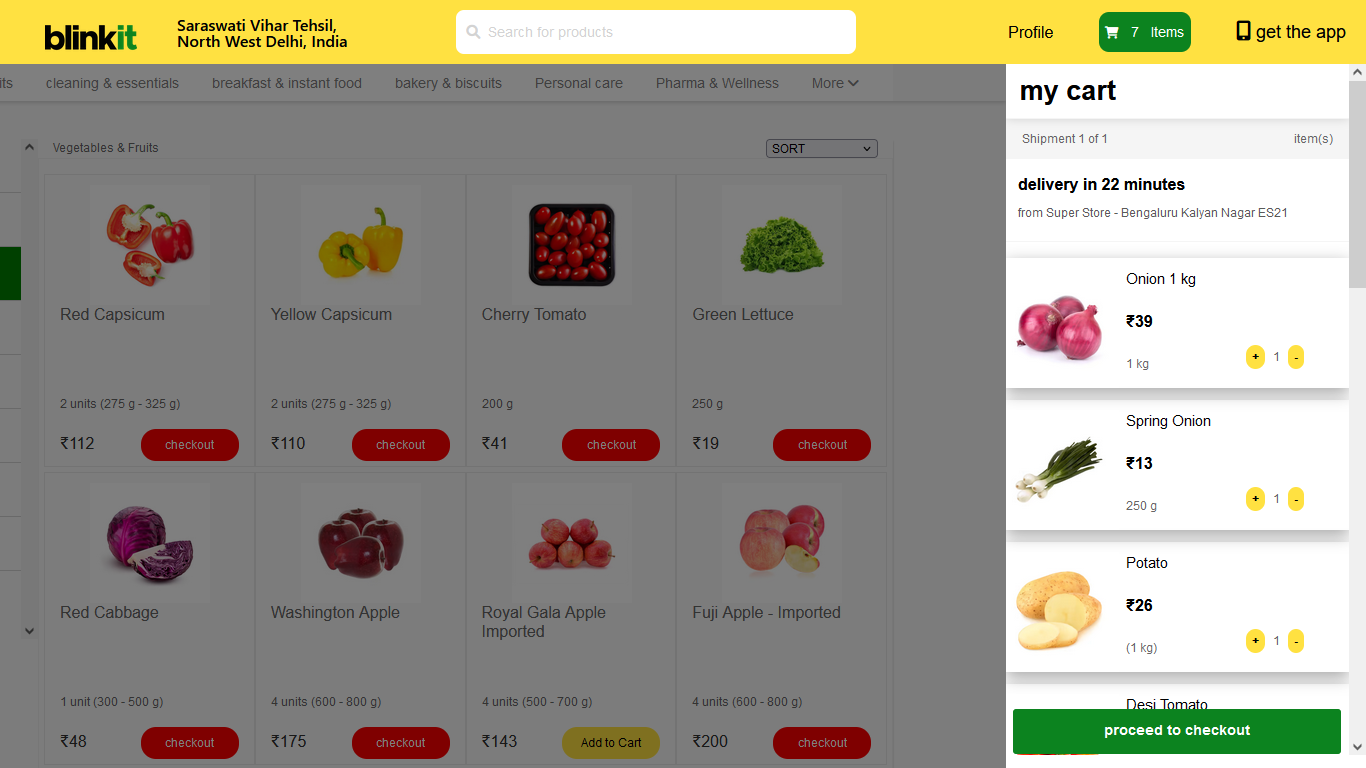 blinkit
Saraswati Vihar Tehsil,
North West Delhi, India
Search for products
Profile
7 Items
get the app
its
cleaning & essentials
breakfast & instant food
bakery & biscuits
Personal care
Pharma & Wellness
More
Vegetables & Fruits
SORT
Red Capsicum
2 units (275 g - 325 g)
₹112
checkout
Yellow Capsicum
2 units (275 g - 325 g)
₹110
checkout
Cherry Tomato
200 g
₹41
checkout
Green Lettuce
250 g
₹19
checkout
Red Cabbage
1 unit (300 - 500 g)
₹48
checkout
Washington Apple
4 units (600 - 800 g)
₹175
checkout
Royal Gala Apple
Imported
4 units (500 - 700 g)
₹143
Add to Cart
Fuji Apple - Imported
4 units (600 - 800 g)
₹200
checkout
my cart
Shipment 1 of 1
item(s)
delivery in 22 minutes
from Super Store - Bengaluru Kalyan Nagar ES21
Onion 1 kg
₹39
1 kg
+ 1 -
Spring Onion
₹13
250 g
+ 1 -
Potato
₹26
(1 kg)
+ 1 -
Desi Tomato
proceed to checkout